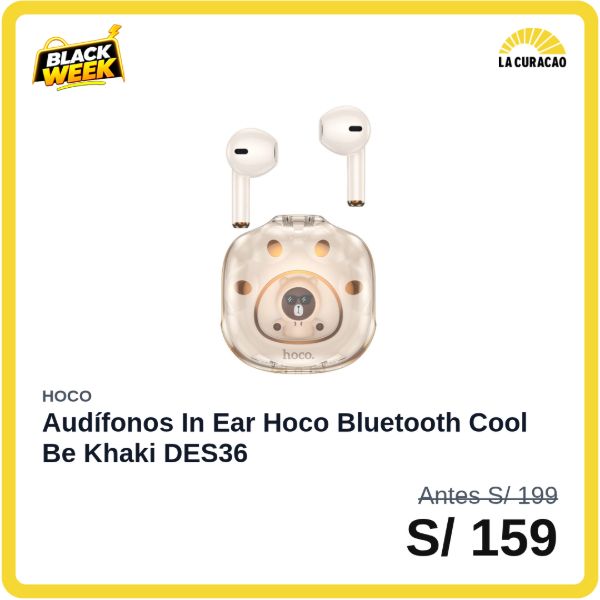 BLACK
WEEK
LA CURACAO
hoco.
HOCO
Audífonos In Ear Hoco Bluetooth Cool
Be Khaki DES36
Antes S/ 199
S/ 159